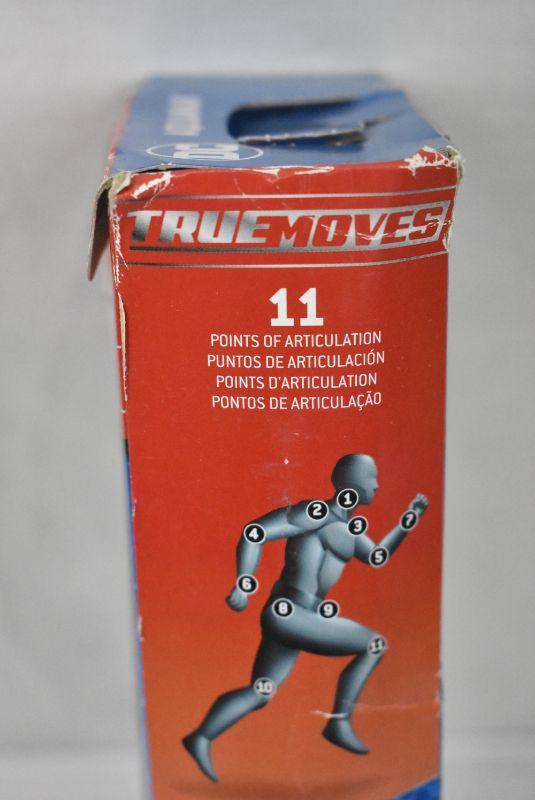 DC
TRUEMOVES
11
POINTS OF ARTICULATION
PUNTOS DE ARTICULACIÓN
POINTS D'ARTICULATION
PONTOS DE ARTICULAÇÃO
1
2
3
7
4
5
6
8
9
11
10